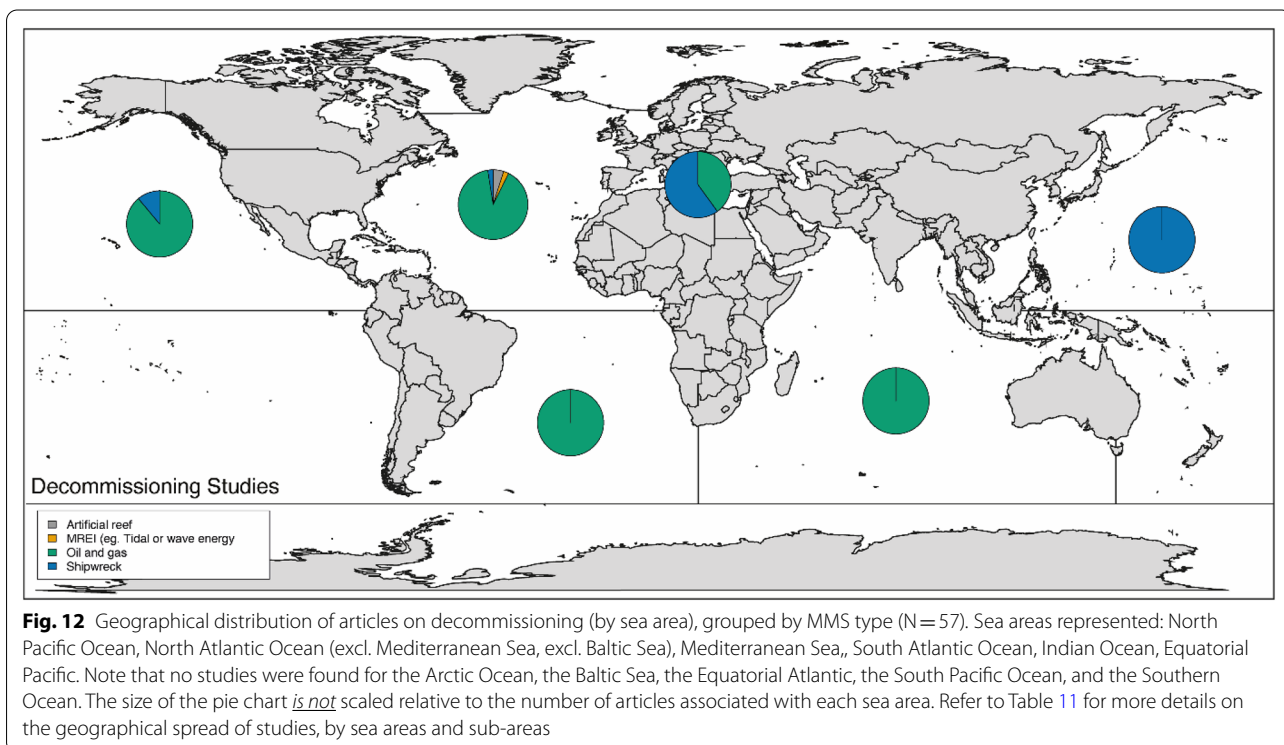 Decommissioning Studies
Artificial reef
MREI (eg. Tidal or wave energy
Oil and gas
Shipwreck
Fig. 12 Geographical distribution of articles on decommissioning (by sea area), grouped by MMS type (N = 57). Sea areas represented: North
Pacific Ocean, North Atlantic Ocean (excl. Mediterranean Sea, excl. Baltic Sea), Mediterranean Sea,, South Atlantic Ocean, Indian Ocean, Equatorial
Pacific. Note that no studies were found for the Arctic Ocean, the Baltic Sea, the Equatorial Atlantic, the South Pacific Ocean, and the Southern
Ocean. The size of the pie chart is not scaled relative to the number of articles associated with each sea area. Refer to Table 11 for more details on
the geographical spread of studies, by sea areas and sub-areas